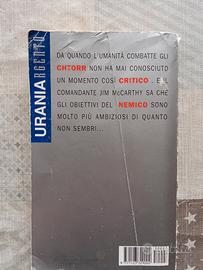 URANIA ARGENTO
DA QUANDO L'UMANITÀ COMBATTE GLI
CHTORR NON HA MAI CONOSCIUTO
UN MOMENTO COSÌ CRITICO. E IL
COMANDANTE JIM McCARTHY SA CHE
GLI OBIETTIVI DEL NEMICO SONO
MOLTO PIÙ AMBIZIOSI DI QUANTO
NON SEMBRI...